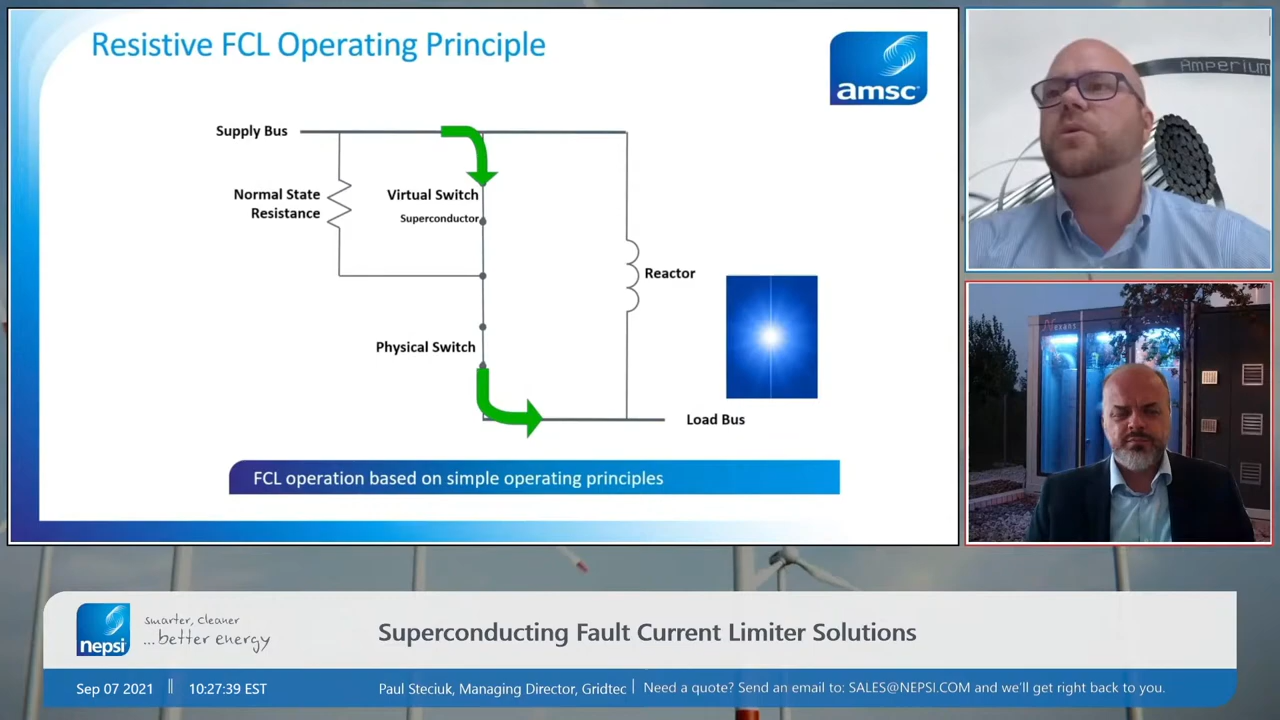 Resistive FCL Operating Principle
amsc
Supply Bus
Normal State
Resistance
Virtual Switch
Superconductor
Reactor
Physical Switch
Load Bus
FCL operation based on simple operating principles
Amperium
nexans
nepsi
smarter, cleaner
...better energy
Superconducting Fault Current Limiter Solutions
Sep 07 2021
10:27:39 EST
Paul Steciuk, Managing Director, Gridtec
Need a quote? Send an email to: SALES@NEPSI.COM and we'll get right back to you.